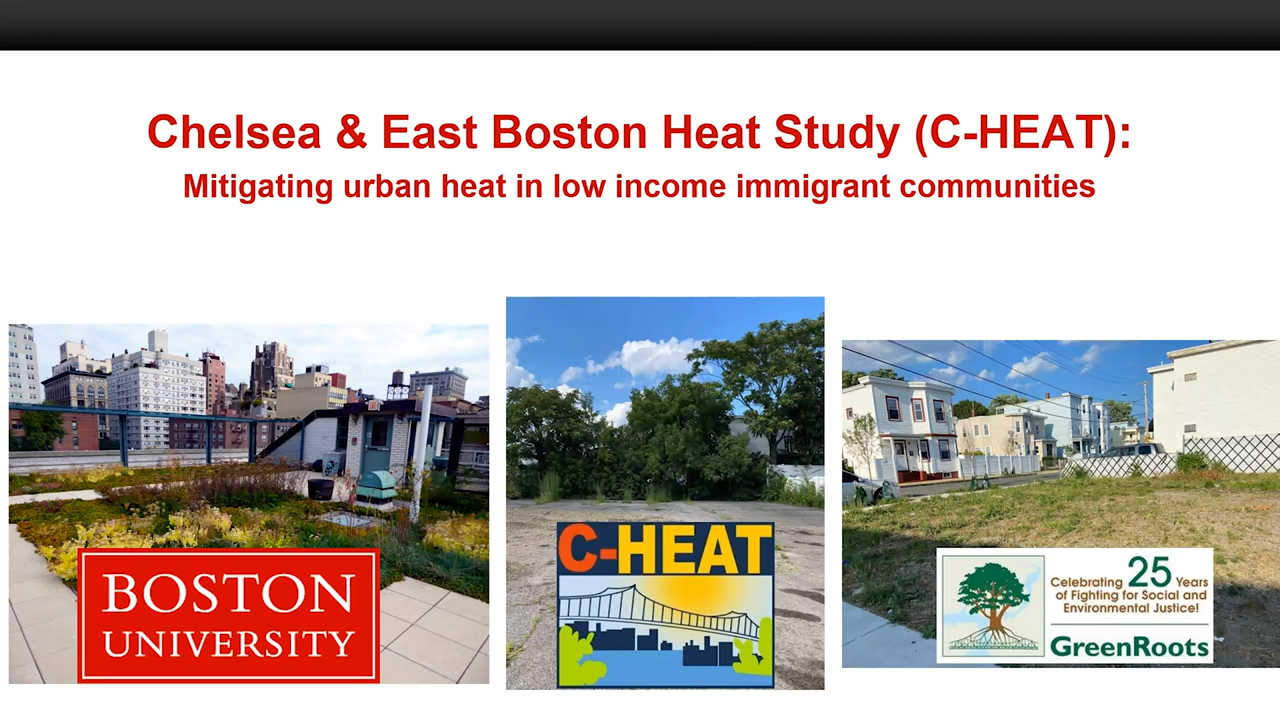 Chelsea & East Boston Heat Study (C-HEAT):
Mitigating urban heat in low income immigrant communities
BOSTON
UNIVERSITY
C-HEAT
Celebrating 25 Years
of Fighting for Social and
Environmental Justice!
GreenRoots